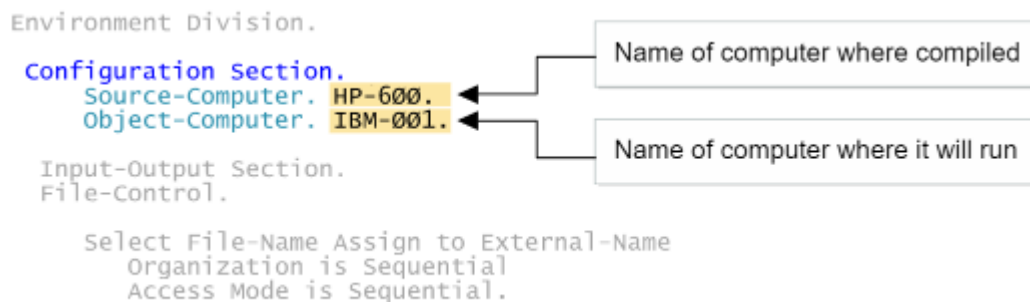 Environment Division.
Configuration Section.
Source-Computer. HP-6ØØ.
Name of computer where compiled
Object-Computer. IBM-ØØ1.
Name of computer where it will run
Input-Output Section.
File-Control.
Select File-Name Assign to External-Name
Organization is Sequential
Access Mode is Sequential.